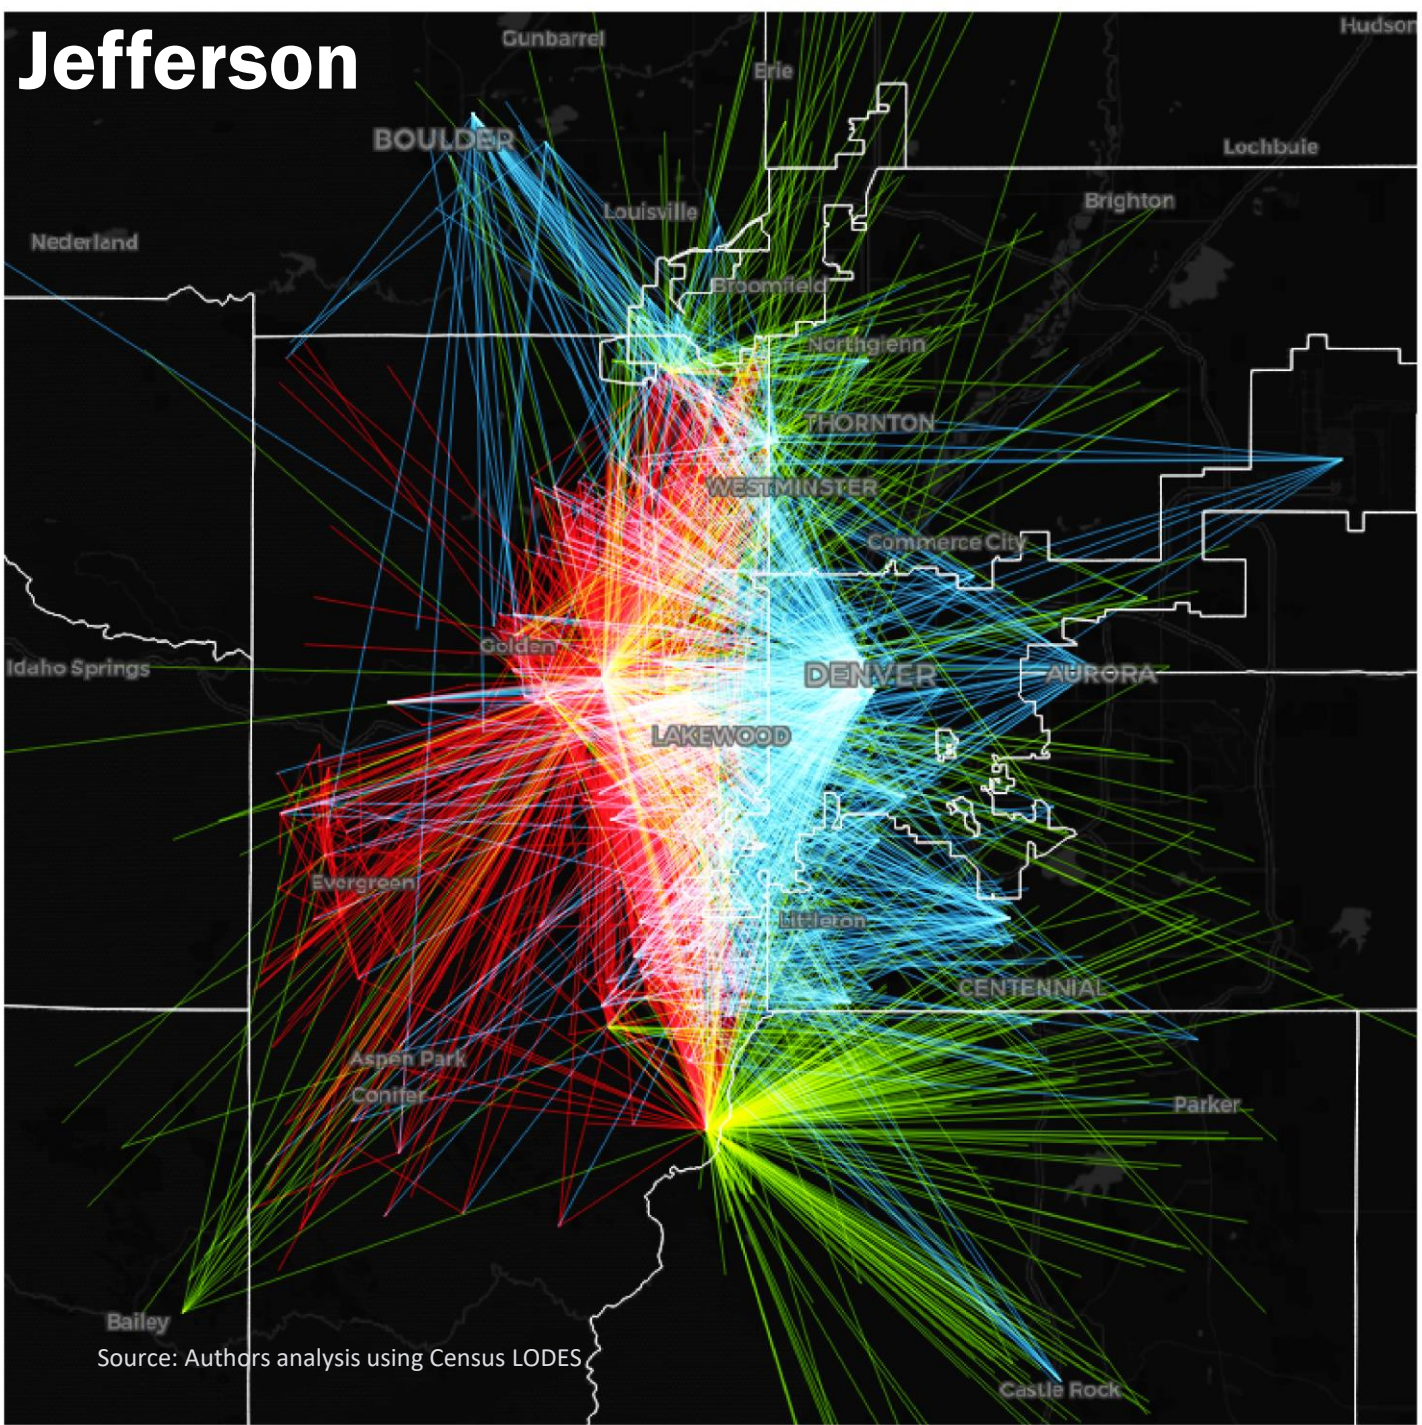 Jefferson
Gunbarrel
Hudson
Erie
BOULDER
Lochbuie
Brighton
Louisville
Nederland
Broomfield
Northglenn
THORNTON
WESTMINSTER
Commerce City
Golden
Idaho Springs
DENVER
AURORA
LAKEWOOD
Evergreen
Littleton
CENTENNIAL
Aspen Park
Conifer
Parker
Bailey
Source: Authors analysis using Census LODES
Castle Rock